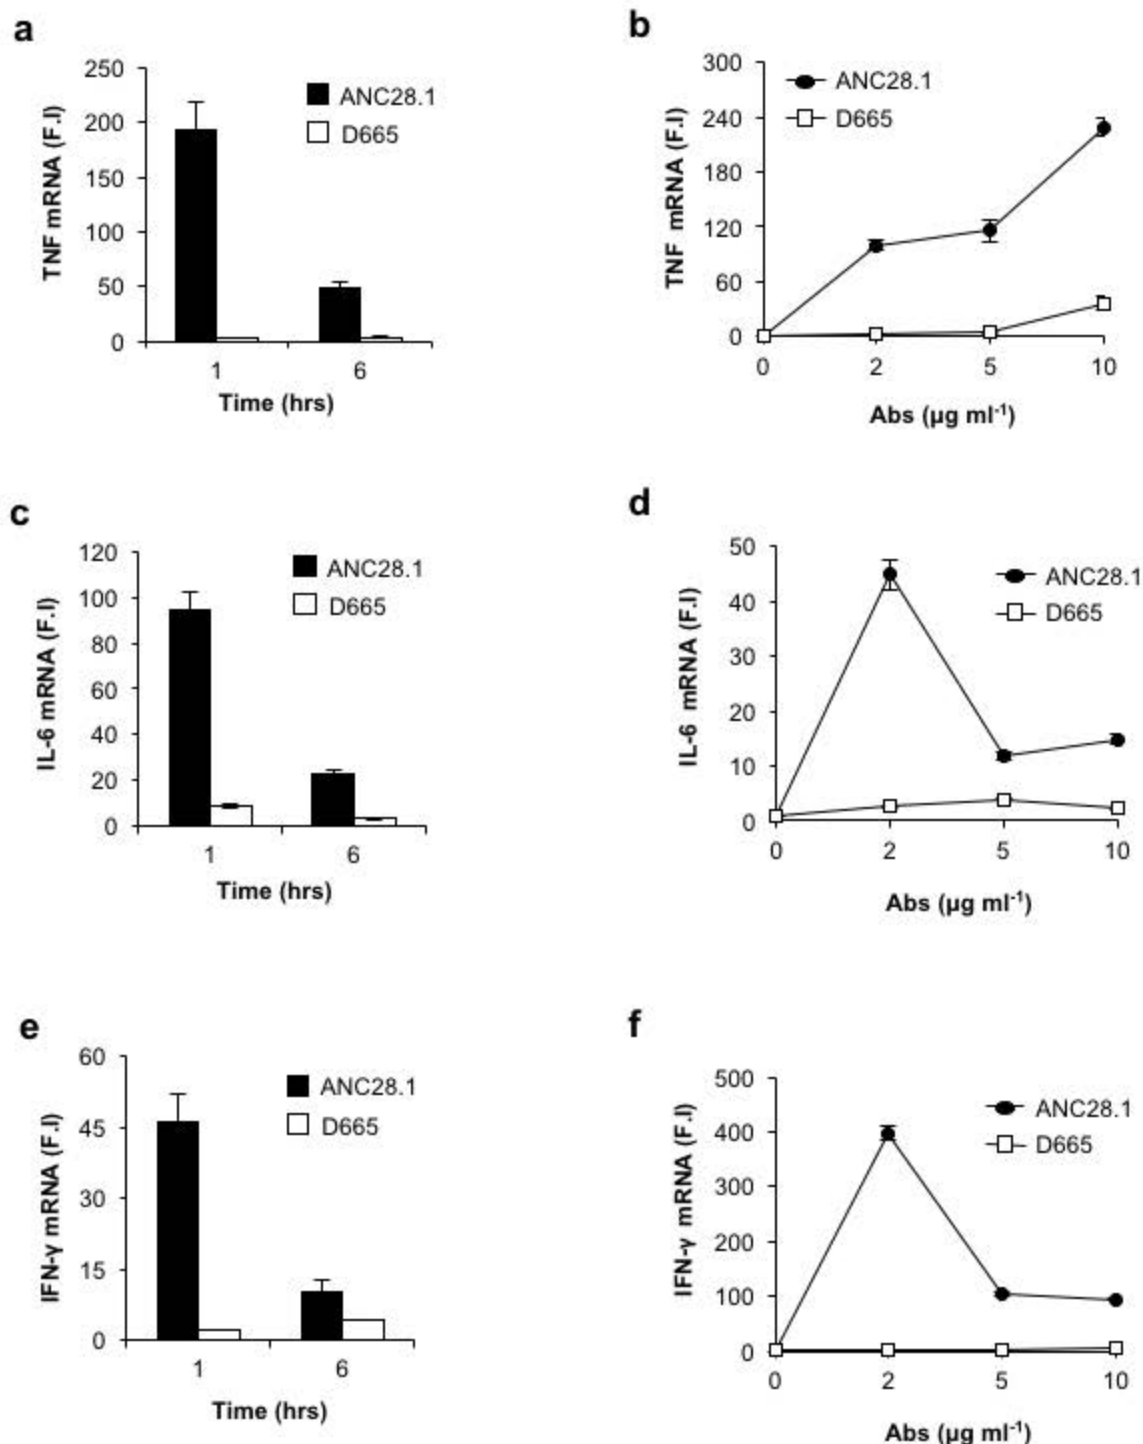 a
TNF mRNA (F.I)
250
200
150
100
50
0
ANC28.1
D665
1
6
Time (hrs)
b
TNF mRNA (F.I)
300
240
180
120
60
0
ANC28.1
D665
0
2
5
10
Abs (µg ml-1)
c
IL-6 mRNA (F.I)
120
100
80
60
40
20
0
ANC28.1
D665
1
6
Time (hrs)
d
IL-6 mRNA (F.I)
50
40
30
20
10
0
ANC28.1
D665
0
2
5
10
Abs (µg ml-1)
e
IFN-γ mRNA (F.I)
60
45
30
15
0
ANC28.1
D665
1
6
Time (hrs)
f
IFN-γ mRNA (F.I)
500
400
300
200
100
0
ANC28.1
D665
0
2
5
10
Abs (µg ml-1)